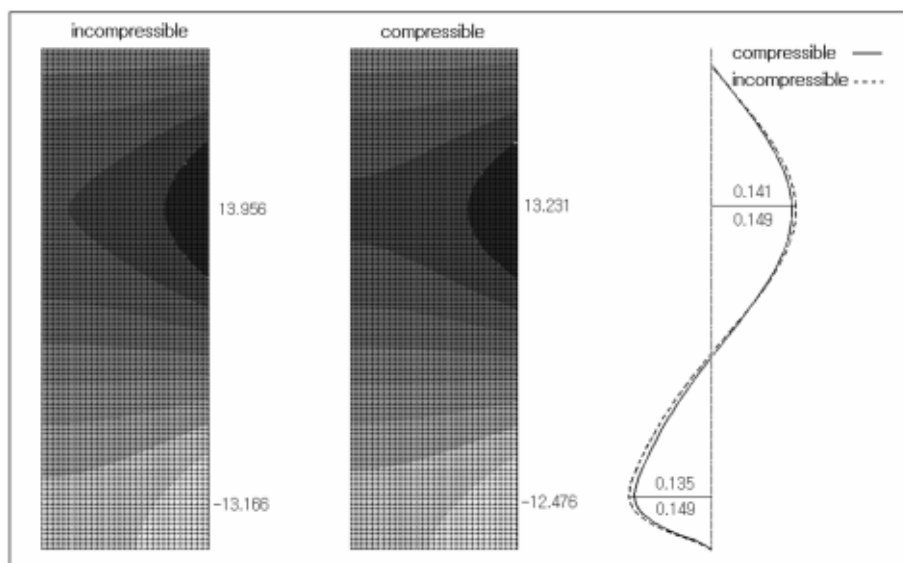 incompressible
compressible
compressible
incompressible
13.956
13.231
0.141
0.149
-13.166
-12.476
0.135
0.149